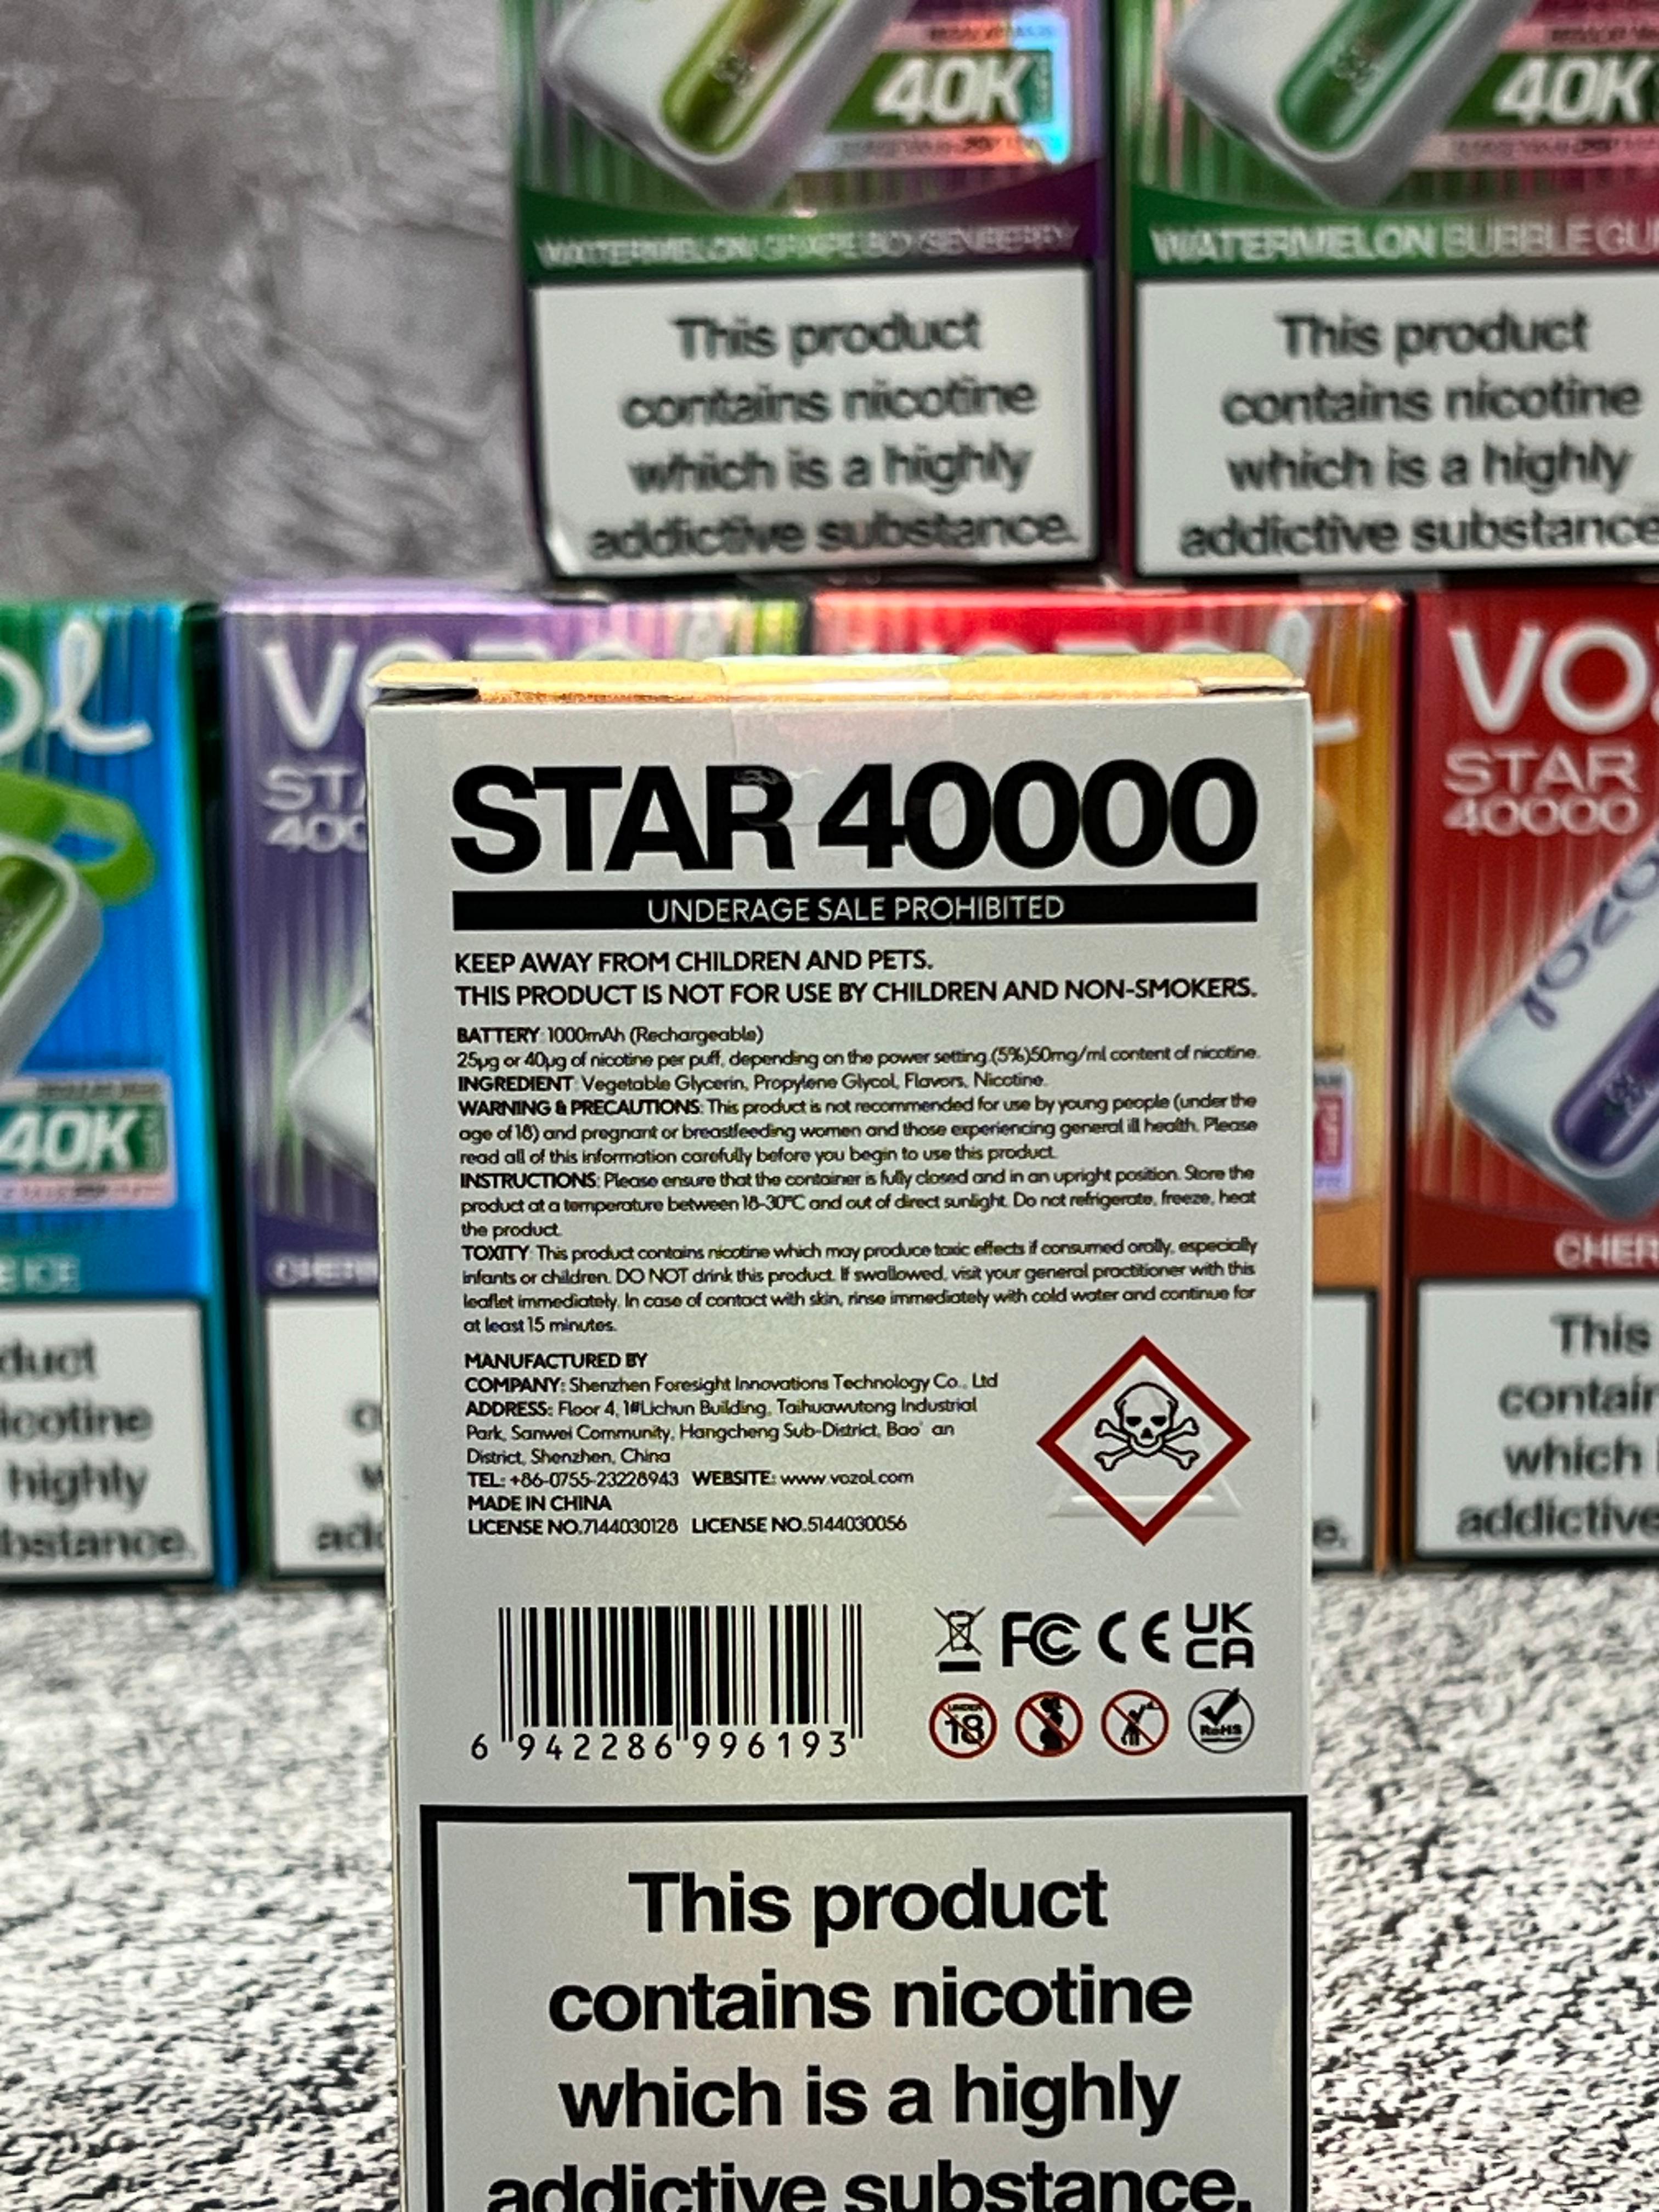 40K
40K
WATERMELON GRAPE BOYSENBERRY
WATERMELON BUBBLE GU
This product
contains nicotine
which is a highly
addictive substance.
This product
contains nicotine
which is a highly
addictive substance
VOZOL
STAR
40000
STAR 40000
UNDERAGE SALE PROHIBITED
KEEP AWAY FROM CHILDREN AND PETS.
THIS PRODUCT IS NOT FOR USE BY CHILDREN AND NON-SMOKERS.
BATTERY: 1000mAh (Rechargeable)
25µg or 40µg of nicotine per puff, depending on the power setting.(5%)50mg/ml content of nicotine.
INGREDIENT: Vegetable Glycerin, Propylene Glycol, Flavors, Nicotine.
WARNING & PRECAUTIONS: This product is not recommended for use by young people (under the
age of 18) and pregnant or breastfeeding women and those experiencing general ill health. Please
read all of this information carefully before you begin to use this product.
INSTRUCTIONS: Please ensure that the container is fully closed and in an upright position. Store the
product at a temperature between 18-30°C and out of direct sunlight. Do not refrigerate, freeze, heat
the product.
TOXITY: This product contains nicotine which may produce toxic effects if consumed orally, especially
infants or children. DO NOT drink this product. If swallowed, visit your general practitioner with this
leaflet immediately. In case of contact with skin, rinse immediately with cold water and continue for
at least 15 minutes.
MANUFACTURED BY
COMPANY: Shenzhen Foresight Innovations Technology Co., Ltd
ADDRESS: Floor 4, 1#Lichun Building, Taihuawutong Industrial
Park, Sanwei Community, Hangcheng Sub-District, Bao' an
District, Shenzhen, China
TEL: +86-0755-23228943 WEBSITE: www.vozol.com
MADE IN CHINA
LICENSE NO.7144030128 LICENSE NO.5144030056
6 942286 996193
FC CE UK
CA
UNDER
18
RoHS
This product
contains nicotine
which is a highly
addictive substance.
40K
ICE
CHER
duct
icotine
highly
bstance.
This
contain
which
addictive